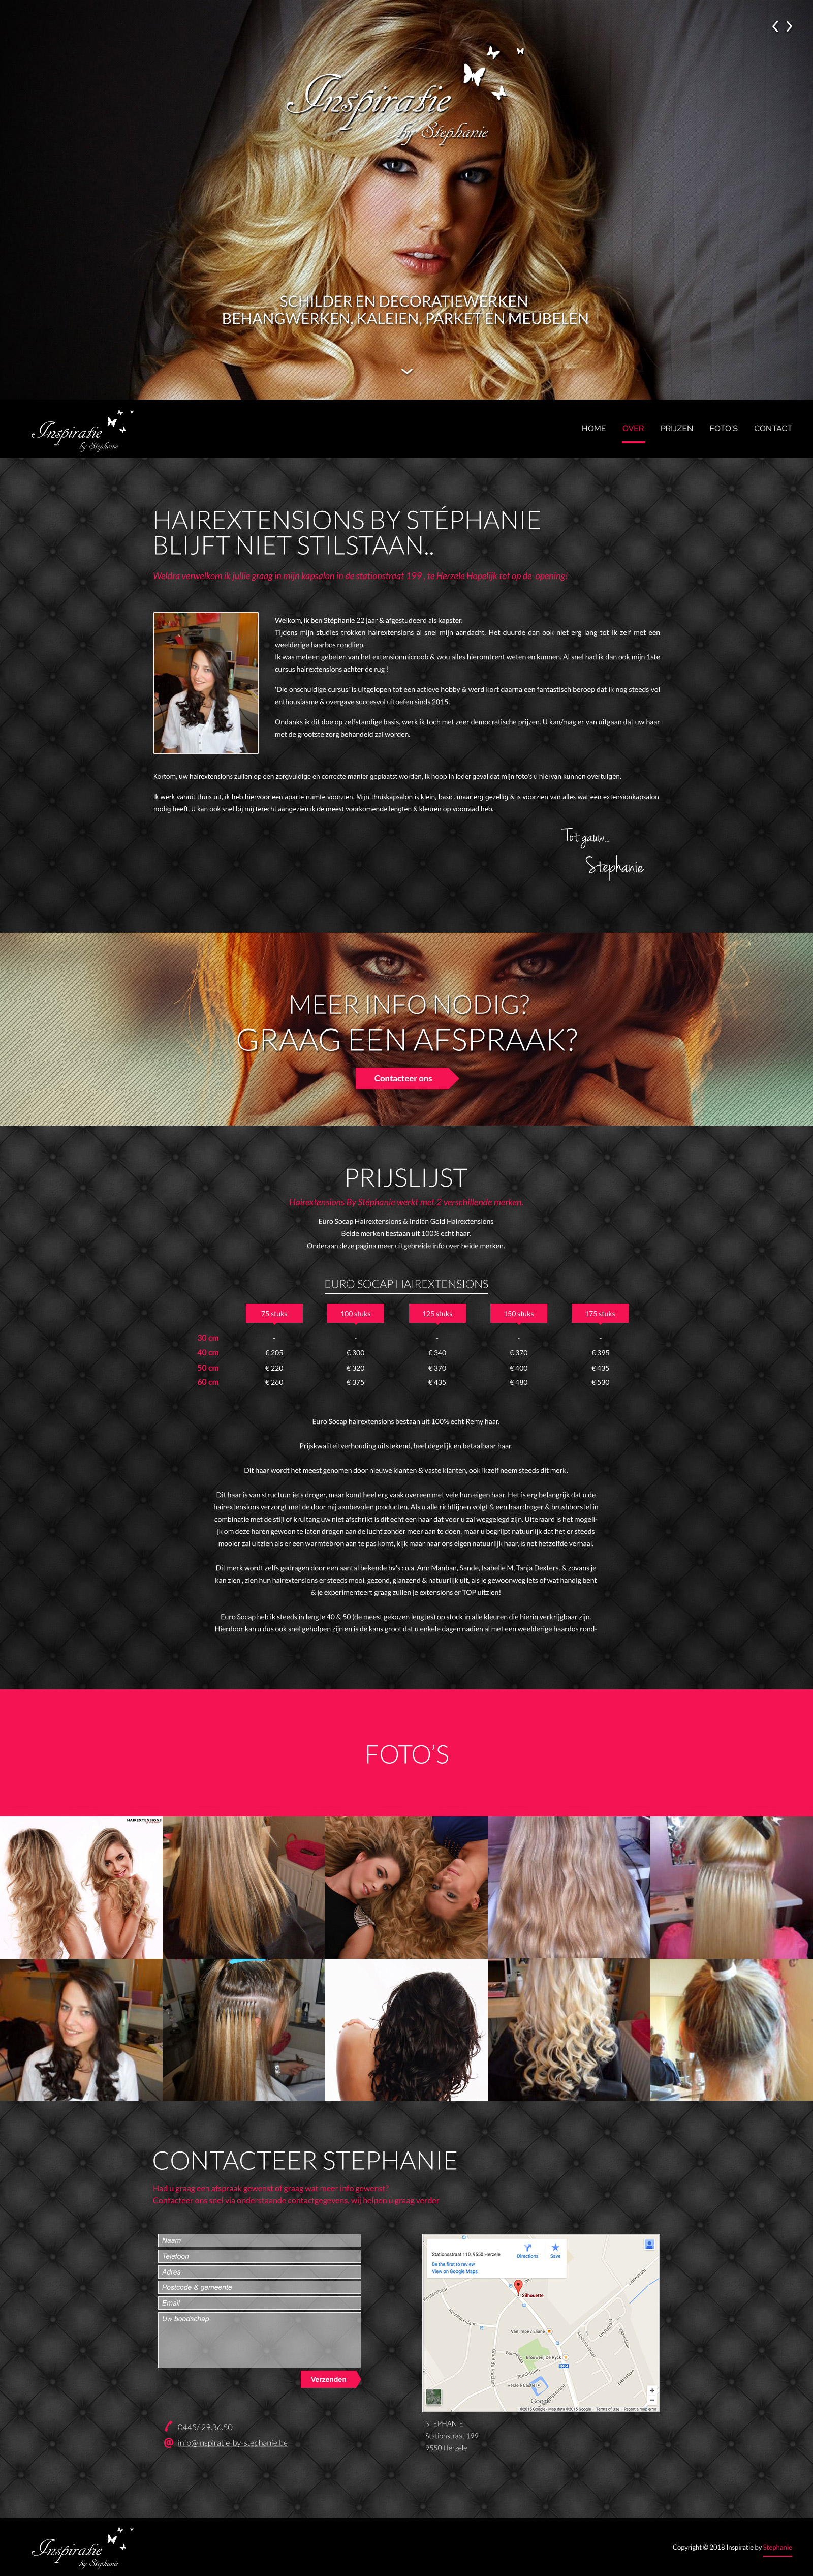 Inspiratie
by Stephanie
SCHILDER EN DECORATIEWERKEN
BEHANGWERKEN, KALEIEN, PARKET EN MEUBELEN
Inspiratie
by Stephanie
HOME OVER PRIJZEN FOTO'S CONTACT
HAIREXTENSIONS BY STÉPHANIE
BLIJFT NIET STILSTAAN..
Weldra verwelkom ik jullie graag in mijn kapsalon in de stationstraat 199 , te Herzele Hopelijk tot op de opening!
Welkom, ik ben Stéphanie 22 jaar & afgestudeerd als kapster.
Tijdens mijn studies trokken hairextensions al snel mijn aandacht. Het duurde dan ook niet erg lang tot ik zelf met een
weelderige haarbos rondliep.
Ik was meteen gebeten van het extensionmicroob & wou alles hieromtrent weten en kunnen. Al snel had ik dan ook mijn 1ste
cursus hairextensions achter de rug !
'Die onschuldige cursus' is uitgelopen tot een actieve hobby & werd kort daarna een fantastisch beroep dat ik nog steeds vol
enthousiasme & overgave succesvol uitoefen sinds 2015.
Ondanks ik dit doe op zelfstandige basis, werk ik toch met zeer democratische prijzen. U kan/mag er van uitgaan dat uw haar
met de grootste zorg behandeld zal worden.
Kortom, uw hairextensions zullen op een zorgvuldige en correcte manier geplaatst worden, ik hoop in ieder geval dat mijn foto's u hiervan kunnen overtuigen.
Ik werk vanuit thuis uit, ik heb hiervoor een aparte ruimte voorzien. Mijn thuiskapsalon is klein, basic, maar erg gezellig & is voorzien van alles wat een extensionkapsalon
nodig heeft. U kan ook snel bij mij terecht aangezien ik de meest voorkomende lengten & kleuren op voorraad heb.
Tot gauw...
Stephanie
MEER INFO NODIG?
GRAAG EEN AFSPRAAK?
Contacteer ons
PRIJSLIJST
Hairextensions By Stéphanie werkt met 2 verschillende merken.
Euro Socap Hairextensions & Indian Gold Hairextensions
Beide merken bestaan uit 100% echt haar.
Onderaan deze pagina meer uitgebreide info over beide merken.
EURO SOCAP HAIREXTENSIONS
75 stuks 100 stuks 125 stuks 150 stuks 175 stuks
30 cm - - - - -
40 cm € 205 € 300 € 340 € 370 € 395
50 cm € 220 € 320 € 370 € 400 € 435
60 cm € 260 € 375 € 435 € 480 € 530
Euro Socap hairextensions bestaan uit 100% echt Remy haar.
Prijskwaliteitverhouding uitstekend, heel degelijk en betaalbaar haar.
Dit haar wordt het meest genomen door nieuwe klanten & vaste klanten, ook ikzelf neem steeds dit merk.
Dit haar is van structuur iets droger, maar komt heel erg vaak overeen met vele hun eigen haar. Het is erg belangrijk dat u de
hairextensions verzorgt met de door mij aanbevolen producten. Als u alle richtlijnen volgt & een haardroger & brushborstel in
combinatie met de stijl of krultang uw niet afschrikt is dit echt een haar dat voor u zal weggelegd zijn. Uiteraard is het mogeli-
jk om deze haren gewoon te laten drogen aan de lucht zonder meer aan te doen, maar u begrijpt natuurlijk dat het er steeds
mooier zal uitzien als er een warmtebron aan te pas komt, kijk maar naar ons eigen natuurlijk haar, is net hetzelfde verhaal.
Dit merk wordt zelfs gedragen door een aantal bekende bv's : o.a. Ann Manban, Sande, Isabelle M, Tanja Dexters. & zovans je
kan zien , zien hun hairextensions er steeds mooi, gezond, glanzend & natuurlijk uit, als je gewoonweg iets of wat handig bent
& je experimenteert graag zullen je extensions er TOP uitzien!
Euro Socap heb ik steeds in lengte 40 & 50 (de meest gekozen lengtes) op stock in alle kleuren die hierin verkrijgbaar zijn.
Hierdoor kan u dus ook snel geholpen zijn en is de kans groot dat u enkele dagen nadien al met een weelderige haardos rond-
FOTO'S
HAIREXTENSIONS
CONTACTEER STEPHANIE
Had u graag een afspraak gewenst of graag wat meer info gewenst?
Contacteer ons snel via onderstaande contactgegevens, wij helpen u graag verder
Naam
Telefoon
Adres
Postcode & gemeente
Email
Uw boodschap
Verzenden
0445/ 29.36.50
info@inspiratie-by-stephanie.be
Stationsstraat 110, 9550 Herzele
Directions Save
Be the first to review
View on Google Maps
Silhouette
Van Impe / Eliane
Brouwerij De Ryck
Herzele Castle
Google
©2015 Google - Map data ©2015 Google Terms of Use Report a map error
STEPHANIE
Stationstraat 199
9550 Herzele
Inspiratie
by Stephanie
Copyright © 2018 Inspiratie by Stephanie